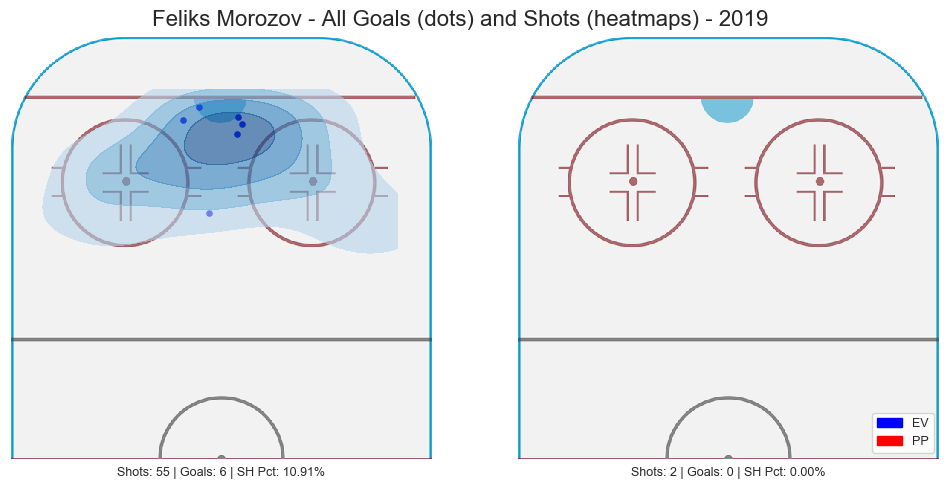 Feliks Morozov - All Goals (dots) and Shots (heatmaps) - 2019
EV
PP
Shots: 55 | Goals: 6 | SH Pct: 10.91%
Shots: 2 | Goals: 0 | SH Pct: 0.00%